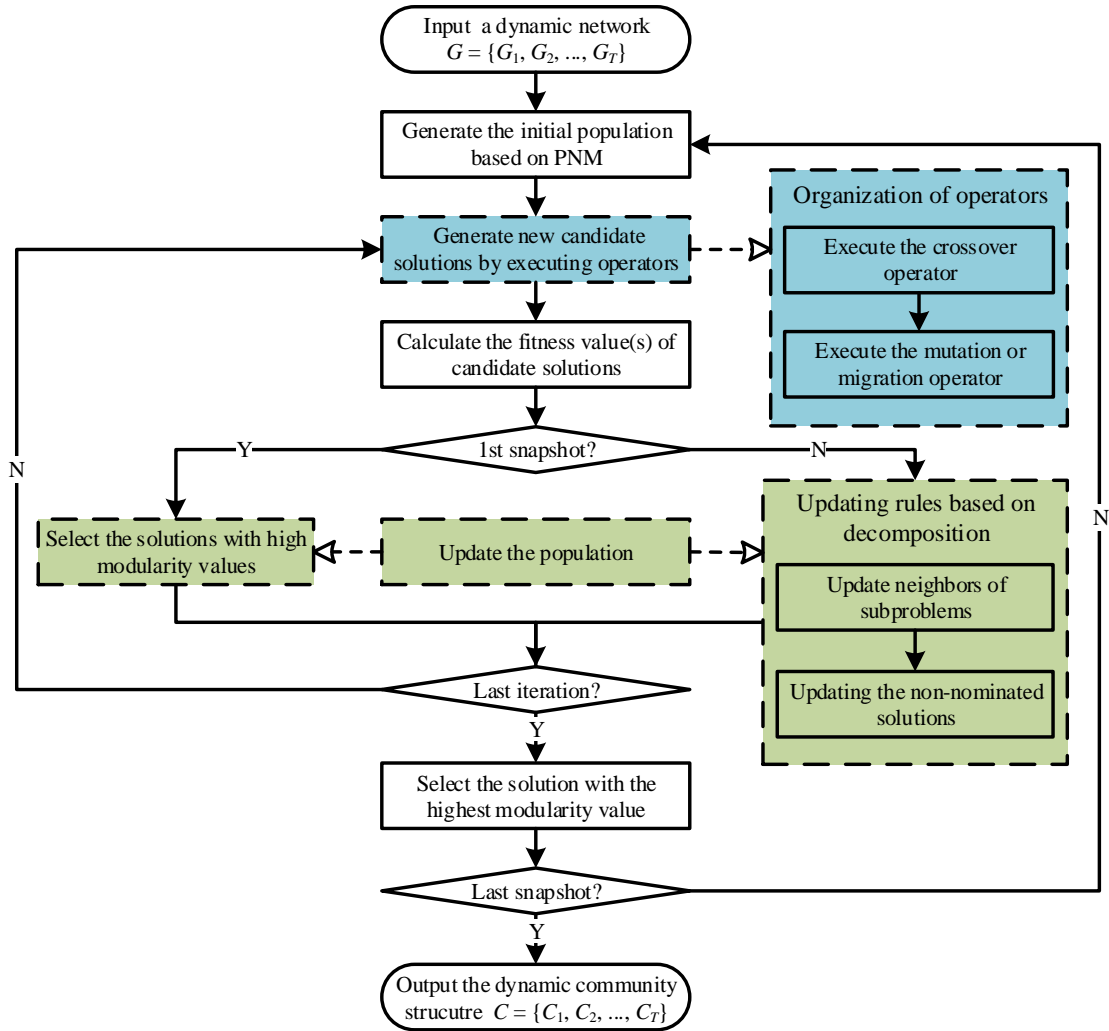 Input a dynamic network
G = {G1, G2, ..., GT}
Generate the initial population
based on PNM
Organization of operators
Generate new candidate
solutions by executing operators
Execute the crossover
operator
Calculate the fitness value(s) of
candidate solutions
Execute the mutation or
migration operator
1st snapshot?
Y
N
N
Select the solutions with high
modularity values
Update the population
Updating rules based on
decomposition
N
Update neighbors of
subproblems
Last iteration?
Updating the non-nominated
solutions
Y
Select the solution with the
highest modularity value
Last snapshot?
Y
Output the dynamic community
strucutre C = {C1, C2, ..., CT}